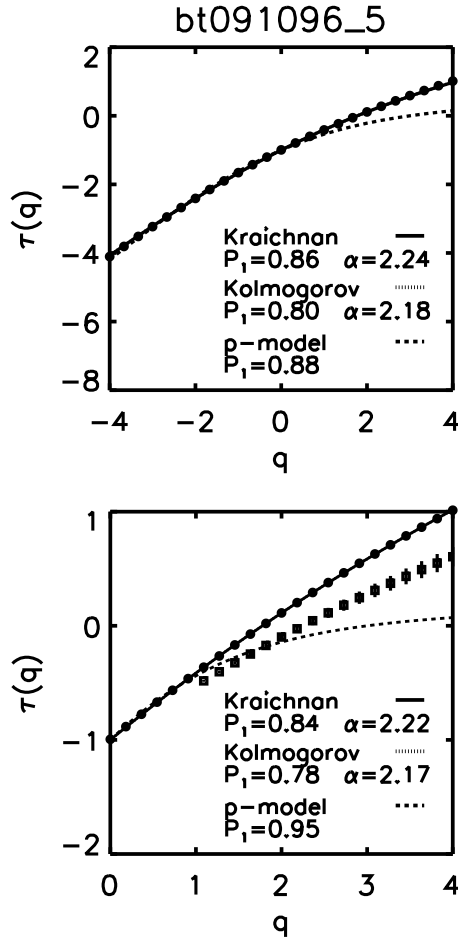 bt091096_5
2
0
−2
−4
−6
−8
τ(q)
Kraichnan
P₁=0.86 α=2.24
Kolmogorov
P₁=0.80 α=2.18
p−model
P₁=0.88
−4 −2 0 2 4
q
1
0
−1
−2
τ(q)
Kraichnan
P₁=0.84 α=2.22
Kolmogorov
P₁=0.78 α=2.17
p−model
P₁=0.95
0 1 2 3 4
q